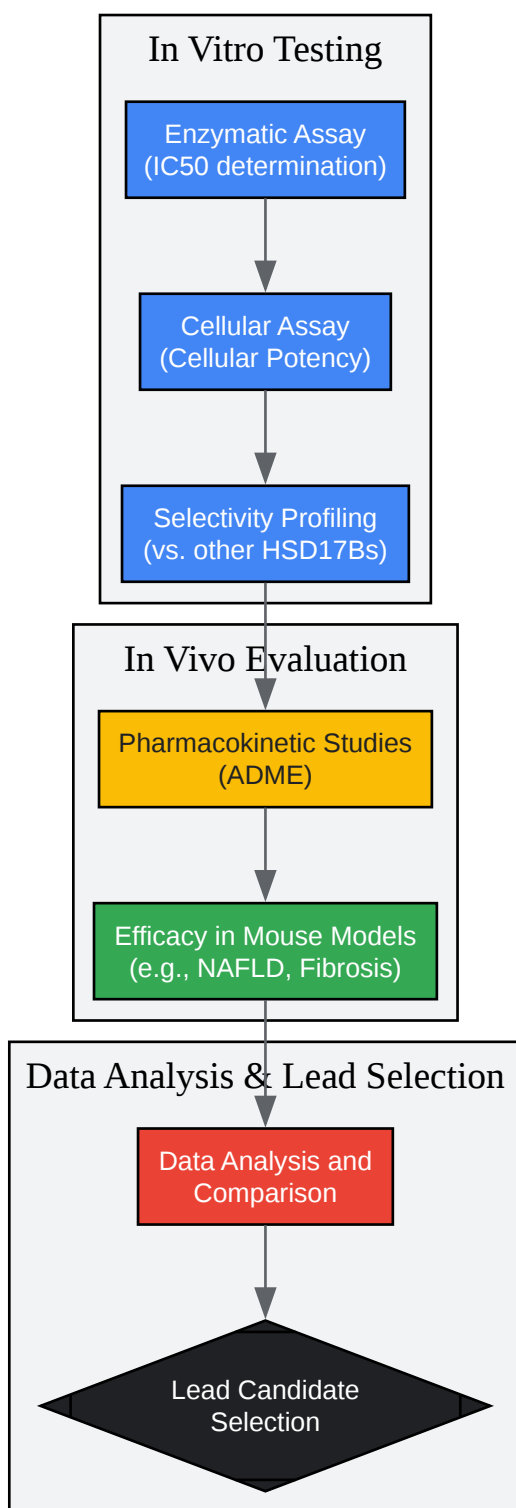 In Vitro Testing
Enzymatic Assay
(IC50 determination)
Cellular Assay
(Cellular Potency)
Selectivity Profiling
(vs. other HSD17Bs)
In Vivo Evaluation
Pharmacokinetic Studies
(ADME)
Efficacy in Mouse Models
(e.g., NAFLD, Fibrosis)
Data Analysis & Lead Selection
Data Analysis and
Comparison
Lead Candidate
Selection